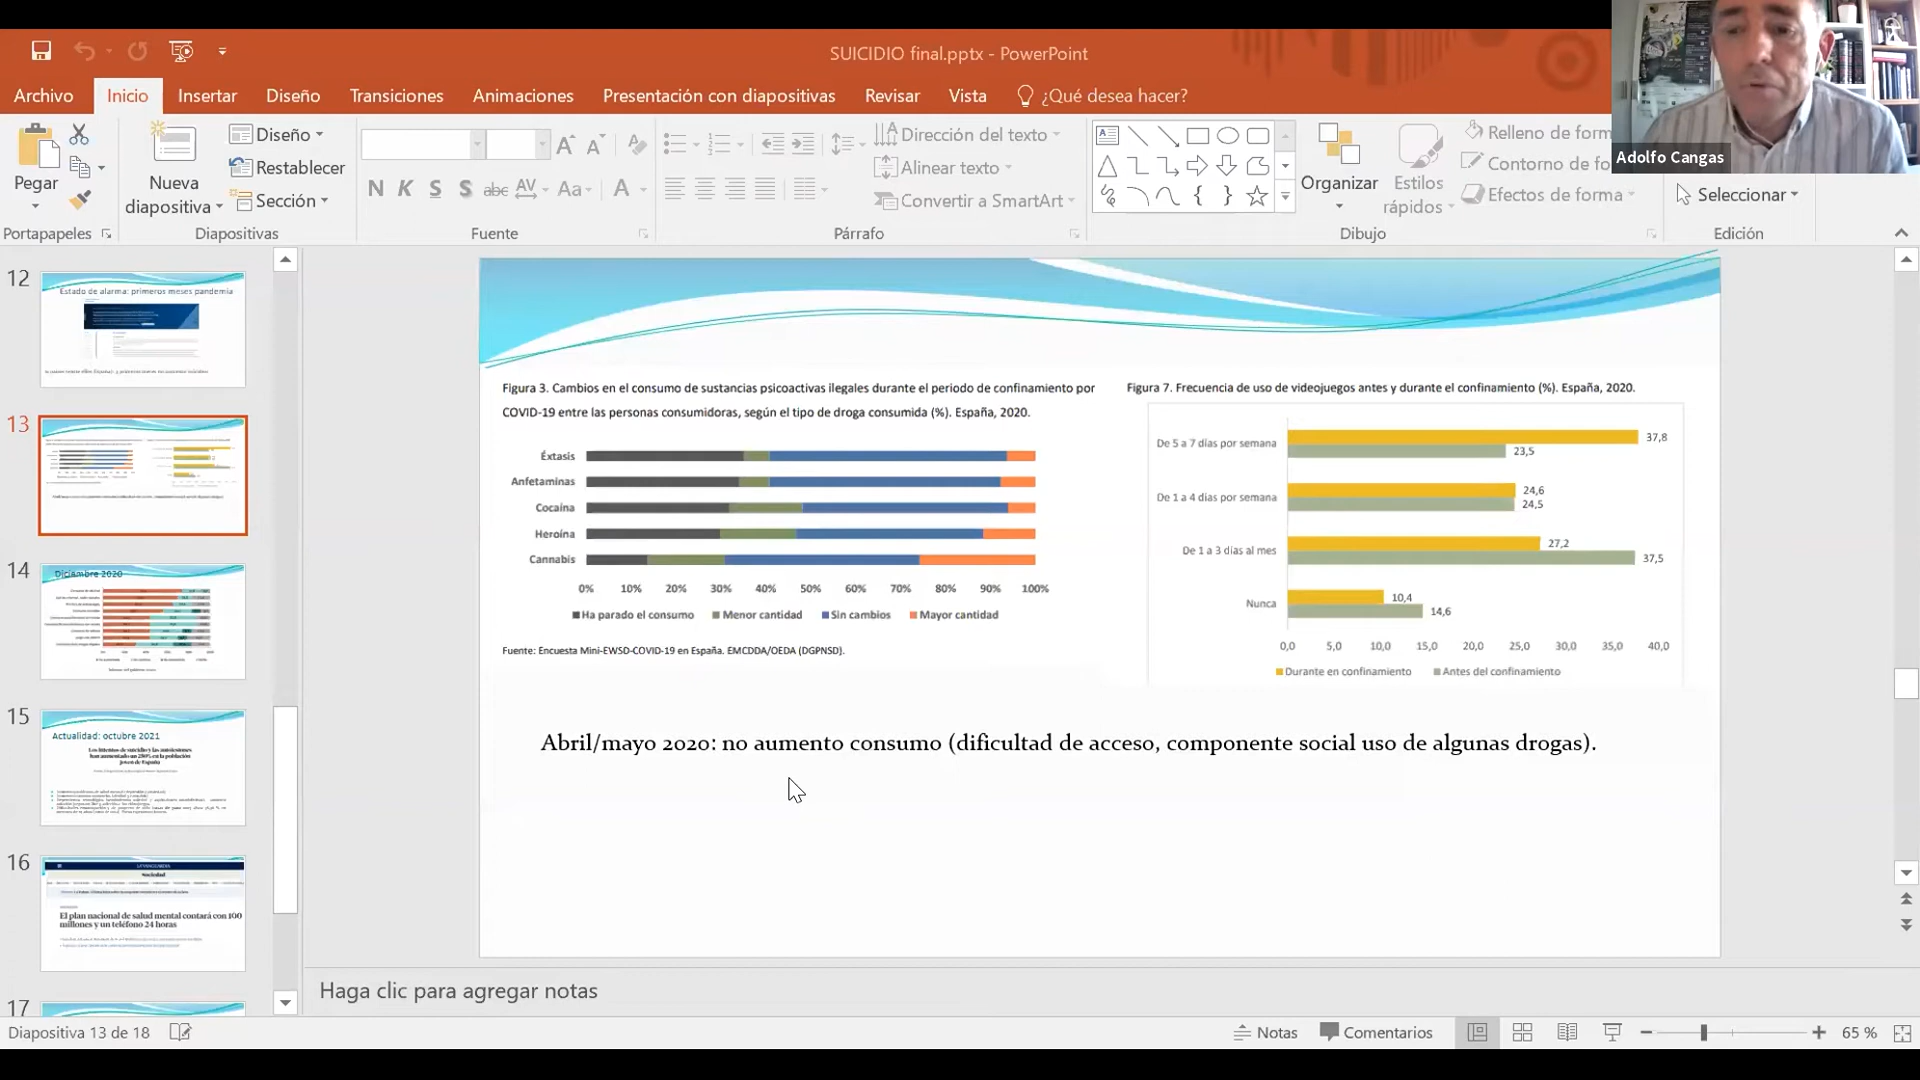 SUICIDIO final.pptx - PowerPoint
Archivo
Inicio
Insertar
Diseño
Transiciones
Animaciones
Presentación con diapositivas
Revisar
Vista
¿Qué desea hacer?
Adolfo Cangas
Pegar
Portapapeles
Nueva
diapositiva
Diseño
Restablecer
Sección
Diapositivas
N K S S abc AV Aa A
Fuente
Dirección del texto
Alinear texto
Convertir a SmartArt
Párrafo
Organizar
Estilos
rápidos
Relleno de form
Contorno de fo
Efectos de forma
Dibujo
Seleccionar
Edición
12
Estado de alarma: primeros meses pandemia
13
14
Diciembre 2020
15
Actualidad: octubre 2021
Los intentos de suicidio y las autolesiones
han aumentado un 250% en la población
joven de España
16
LA VANGUARDIA
Sociedad
El plan nacional de salud mental contará con 100
millones y un teléfono 24 horas
17
Figura 3. Cambios en el consumo de sustancias psicoactivas ilegales durante el periodo de confinamiento por
COVID-19 entre las personas consumidoras, según el tipo de droga consumida (%). España, 2020.
Éxtasis
Anfetaminas
Cocaína
Heroína
Cannabis
0% 10% 20% 30% 40% 50% 60% 70% 80% 90% 100%
Ha parado el consumo Menor cantidad Sin cambios Mayor cantidad
Fuente: Encuesta Mini-EWSD-COVID-19 en España. EMCDDA/OEDA (DGPNSD).
Figura 7. Frecuencia de uso de videojuegos antes y durante el confinamiento (%). España, 2020.
De 5 a 7 días por semana 37,8
23,5
De 1 a 4 días por semana 24,6
24,5
De 1 a 3 días al mes 27,2
37,5
Nunca 10,4
14,6
0,0 5,0 10,0 15,0 20,0 25,0 30,0 35,0 40,0
Durante en confinamiento Antes del confinamiento
Abril/mayo 2020: no aumento consumo (dificultad de acceso, componente social uso de algunas drogas).
Haga clic para agregar notas
Diapositiva 13 de 18
Notas
Comentarios
65 %